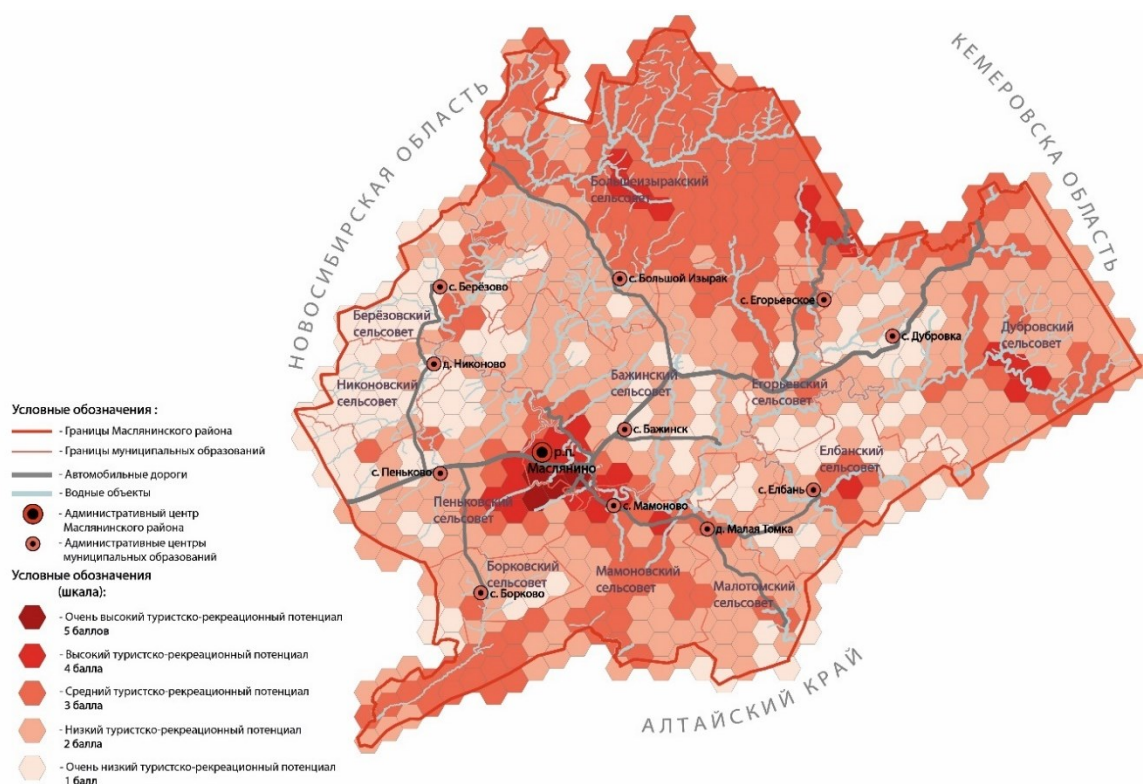 НОВОСИБИРСКАЯ ОБЛАСТЬ
КЕМЕРОВСКА ОБЛАСТЬ
АЛТАЙСКИЙ КРАЙ
Большеизыракский
сельсовет
с. Большой Изырак
с. Берёзово
Берёзовский
сельсовет
с. Егорьевское
с. Дубровка
Дубровский
сельсовет
д. Никоново
Никоновский
сельсовет
Бажинский
сельсовет
Егорьевский
сельсовет
с. Бажинск
р.п.
Маслянино
Елбанский
сельсовет
с. Пеньково
с. Елбань
Пеньковский
сельсовет
с. Мамоново
д. Малая Томка
Борковский
сельсовет
с. Борково
Мамоновский
сельсовет
Малотомский
сельсовет
Условные обозначения :
- Границы Маслянинского района
- Границы муниципальных образований
- Автомобильные дороги
- Водные объекты
- Административный центр
Маслянинского района
- Административные центры
муниципальных образований
Условные обозначения
(шкала):
- Очень высокий туристско-рекреационный потенциал
5 баллов
- Высокий туристско-рекреационный потенциал
4 балла
- Средний туристско-рекреационный потенциал
3 балла
- Низкий туристско-рекреационный потенциал
2 балла
- Очень низкий туристско-рекреационный потенциал
1 балл